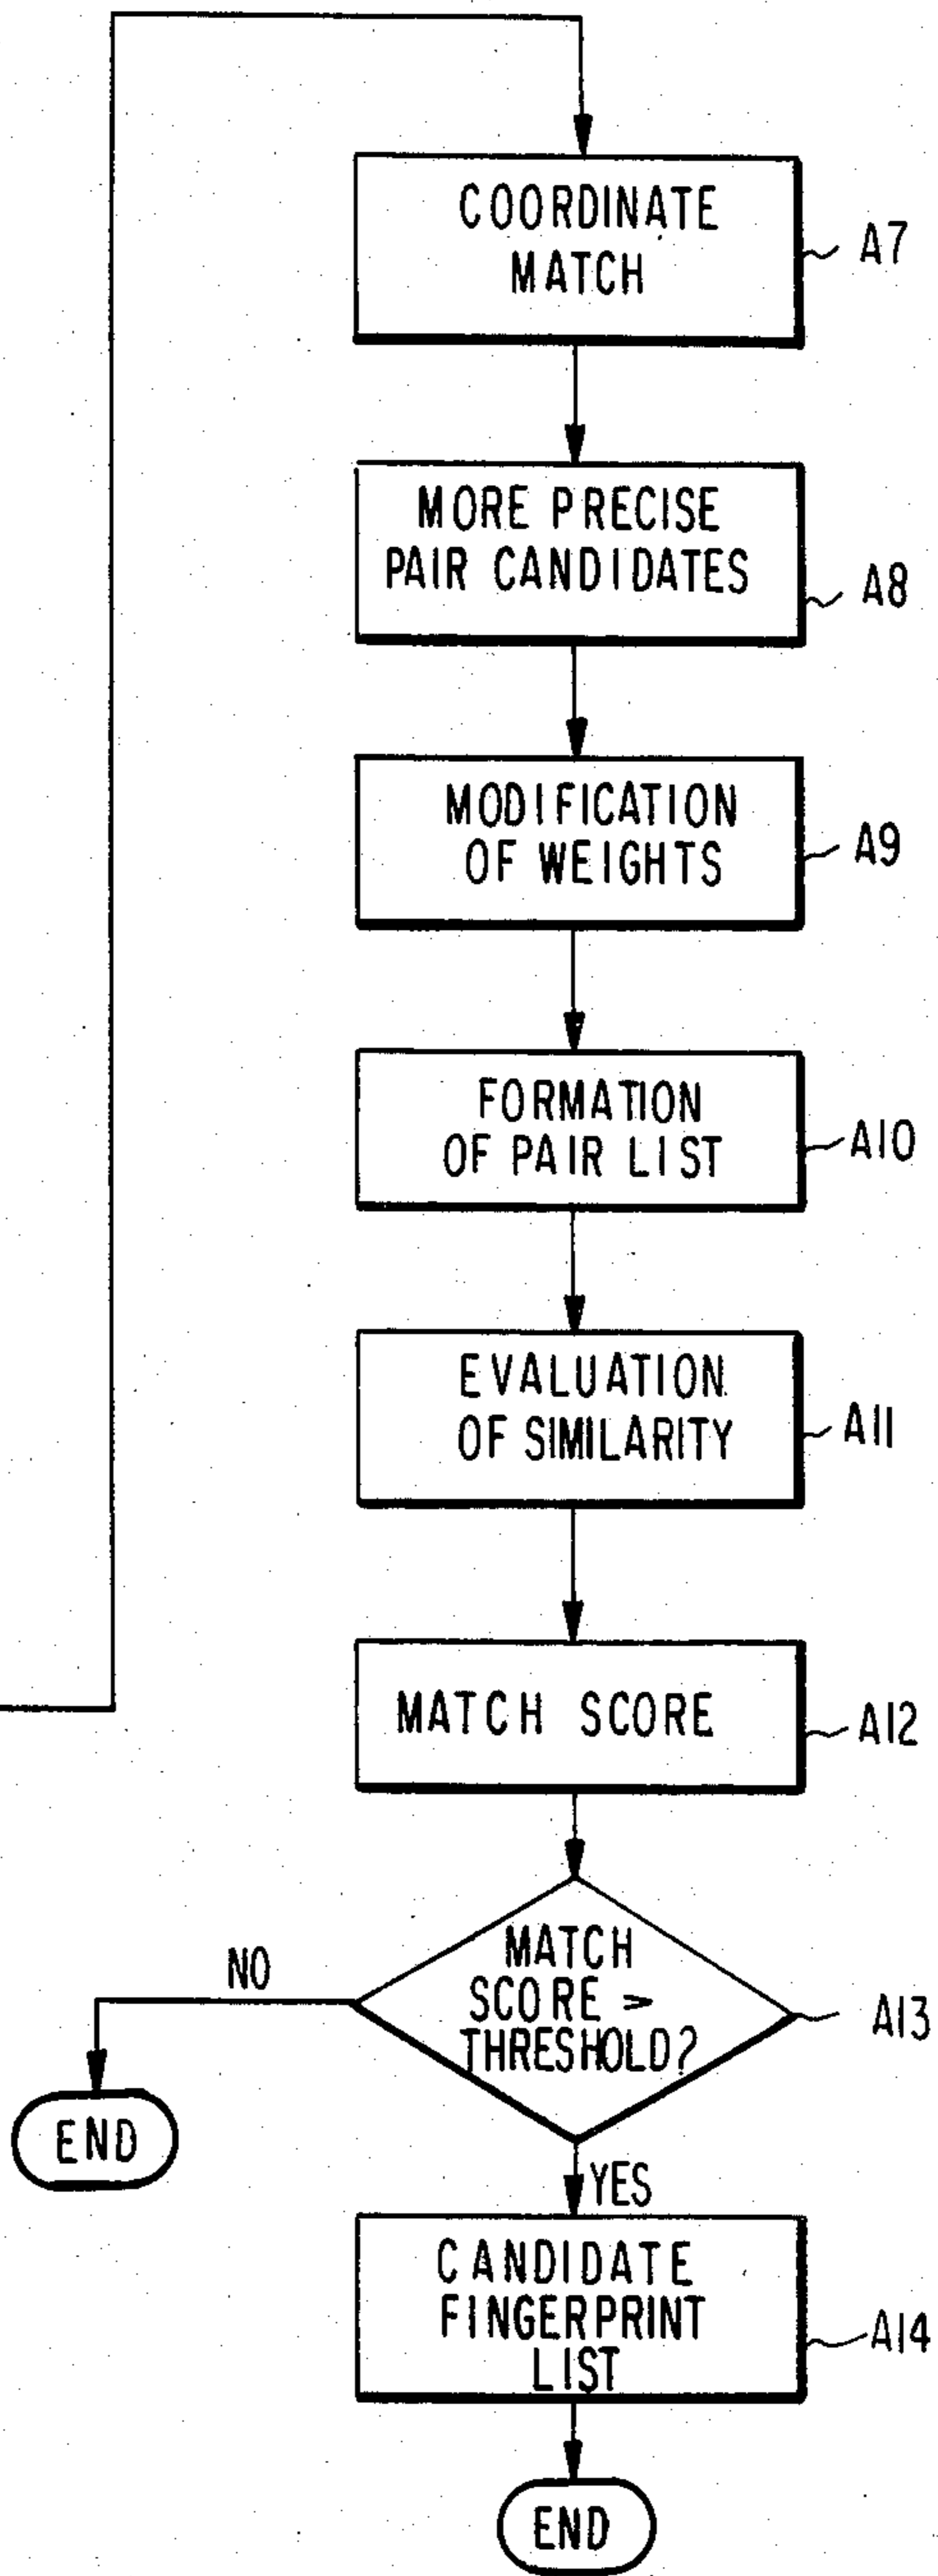 COORDINATE
MATCH
A7
MORE PRECISE
PAIR CANDIDATES
A8
MODIFICATION
OF WEIGHTS
A9
FORMATION
OF PAIR LIST
A10
EVALUATION
OF SIMILARITY
A11
MATCH SCORE
A12
MATCH
SCORE >
THRESHOLD?
A13
NO
END
YES
CANDIDATE
FINGERPRINT
LIST
A14
END